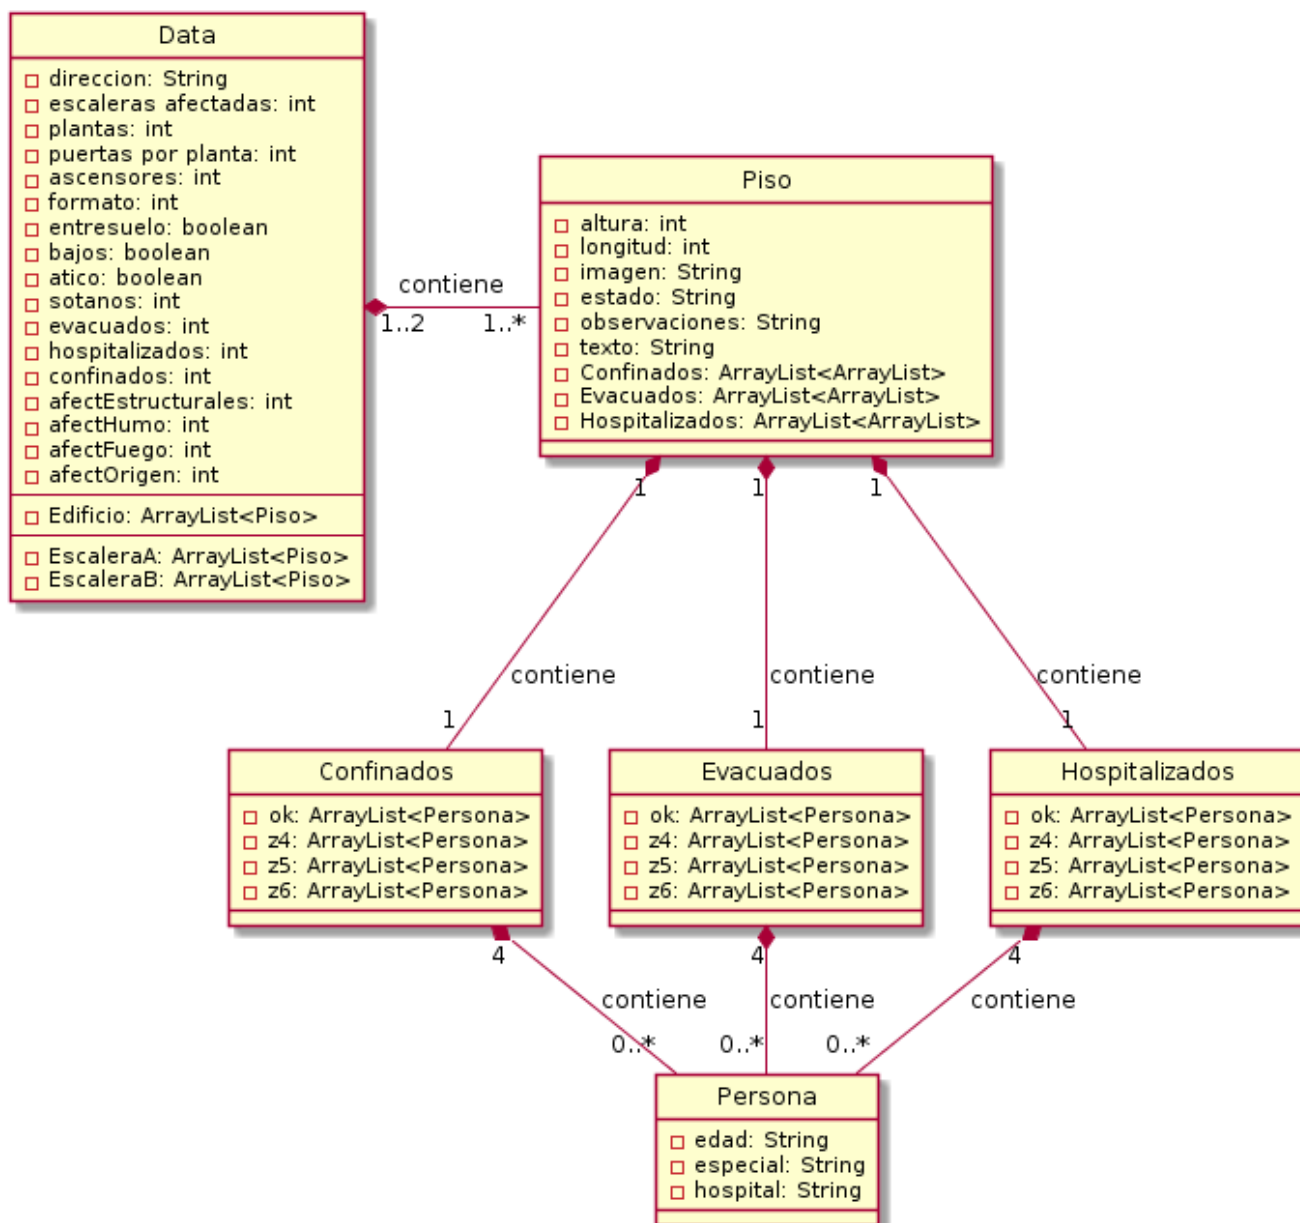 Data
direccion: String
escaleras afectadas: int
plantas: int
puertas por planta: int
ascensores: int
formato: int
entresuelo: boolean
bajos: boolean
atico: boolean
sotanos: int
evacuados: int
hospitalizados: int
confinados: int
afectEstructurales: int
afectHumo: int
afectFuego: int
afectOrigen: int
Edificio: ArrayList<Piso>
EscaleraA: ArrayList<Piso>
EscaleraB: ArrayList<Piso>
contiene
1..2
1..*
Piso
altura: int
longitud: int
imagen: String
estado: String
observaciones: String
texto: String
Confinados: ArrayList<ArrayList>
Evacuados: ArrayList<ArrayList>
Hospitalizados: ArrayList<ArrayList>
1
1
1
contiene
contiene
contiene
1
1
1
Confinados
ok: ArrayList<Persona>
z4: ArrayList<Persona>
z5: ArrayList<Persona>
z6: ArrayList<Persona>
Evacuados
ok: ArrayList<Persona>
z4: ArrayList<Persona>
z5: ArrayList<Persona>
z6: ArrayList<Persona>
Hospitalizados
ok: ArrayList<Persona>
z4: ArrayList<Persona>
z5: ArrayList<Persona>
z6: ArrayList<Persona>
4
4
4
contiene
contiene
contiene
0..*
0..*
0..*
Persona
edad: String
especial: String
hospital: String